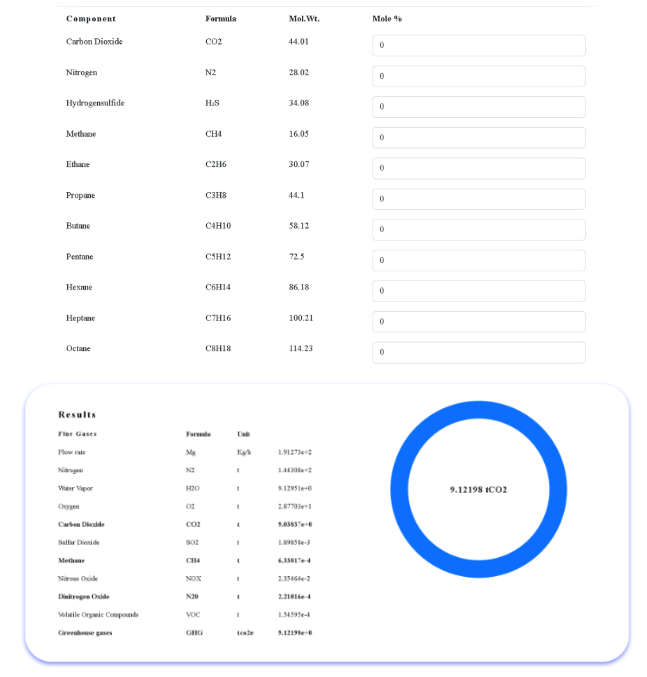 Component Formula Mol.Wt. Mole %
Carbon Dioxide CO2 44.01 0
Nitrogen N2 28.02 0
Hydrogensulfide H2S 34.08 0
Methane CH4 16.05 0
Ethane C2H6 30.07 0
Propane C3H8 44.1 0
Butane C4H10 58.12 0
Pentane C5H12 72.5 0
Hexane C6H14 86.18 0
Heptane C7H16 100.21 0
Octane C8H18 114.23 0
Results
Flue Gases Formula Unit
Flow rate Mg Kg/h 1.91273e+2
Nitrogen N2 t 1.44308e+2
Water Vapor H2O t 9.12951e+0
Oxygen O2 t 2.87703e+1
Carbon Dioxide CO2 t 9.03837e+0
Sulfur Dioxide SO2 t 1.89858e-3
Methane CH4 t 6.33817e-4
Nitrous Oxide NOX t 2.35464e-2
Dinitrogen Oxide N20 t 2.21016e-4
Volatile Organic Compounds VOC t 1.54595e-4
Greenhouse gases GHG tco2e 9.12198e+0
9.12198 tCO2